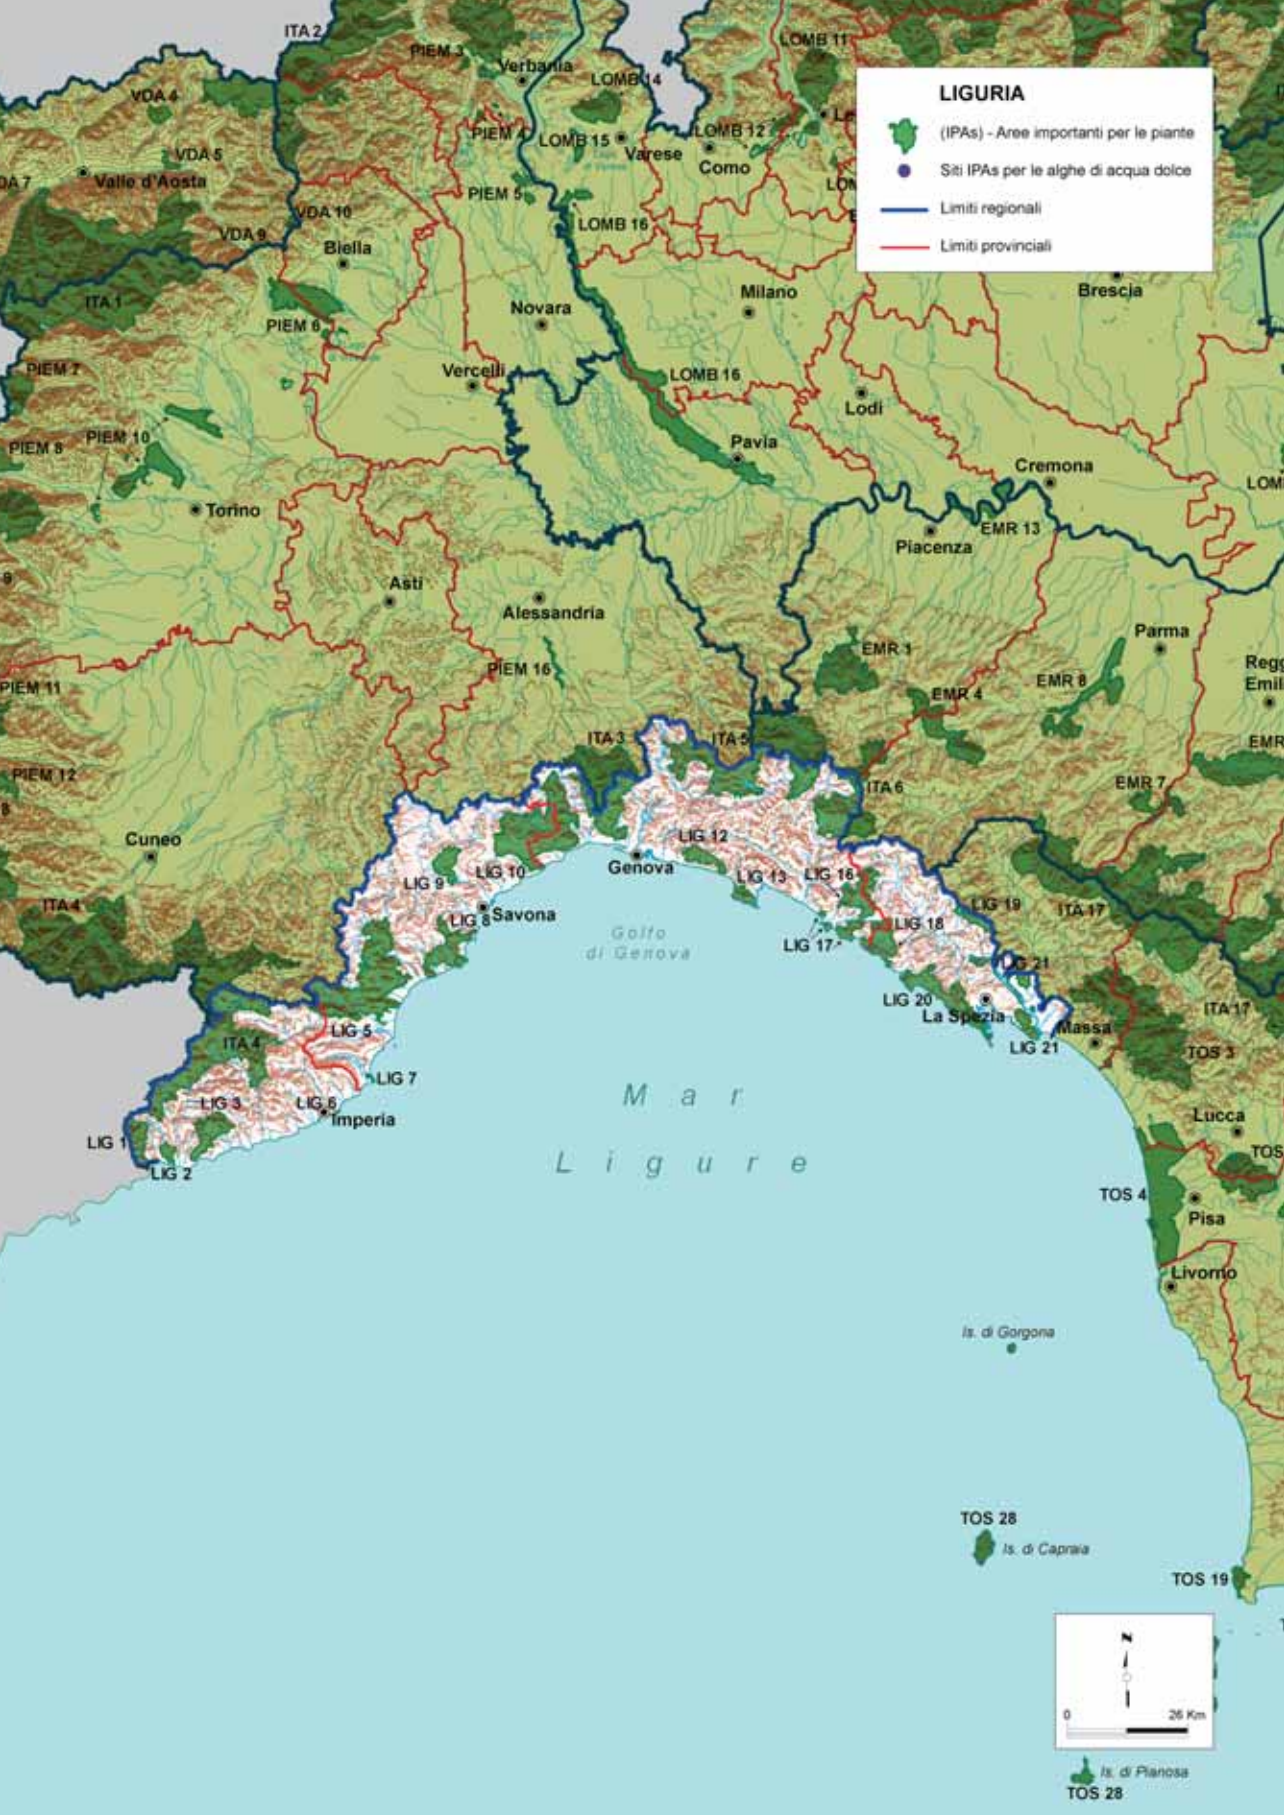 ITA 2
PIEM 3
Verbania
LOMB 11
LOMB 14
VDA 4
PIEM 4
LOMB 15
Varese
LOMB 12
Como
VDA 5
Valle d'Aosta
PIEM 5
VDA 10
LOMB 16
VDA 9
Biella
ITA 1
PIEM 6
Novara
Milano
Brescia
LIGURIA
(IPAs) - Aree importanti per le piante
Siti IPAs per le alghe di acqua dolce
Limiti regionali
Limiti provinciali
PIEM 7
Vercelli
LOMB 16
Lodi
PIEM 8
PIEM 10
Pavia
Cremona
Torino
EMR 13
Piacenza
Asti
Alessandria
Parma
EMR 1
PIEM 16
PIEM 11
EMR 4
EMR 8
Reggio
Emil
ITA 3
ITA 5
PIEM 12
ITA 6
EMR 7
Cuneo
LIG 12
Genova
LIG 9
LIG 10
LIG 13
LIG 16
ITA 4
LIG 8
Savona
LIG 19
ITA 17
LIG 18
Golfo
di Genova
LIG 17
LIG 21
LIG 20
La Spezia
ITA 17
LIG 5
ITA 4
Massa
LIG 21
TOS 3
LIG 7
LIG 3
LIG 6
Imperia
Mar
Ligure
Lucca
LIG 1
LIG 2
TOS
TOS 4
Pisa
Livorno
Is. di Gorgona
TOS 28
Is. di Capraia
TOS 19
N
0 26 Km
Is. di Pianosa
TOS 28